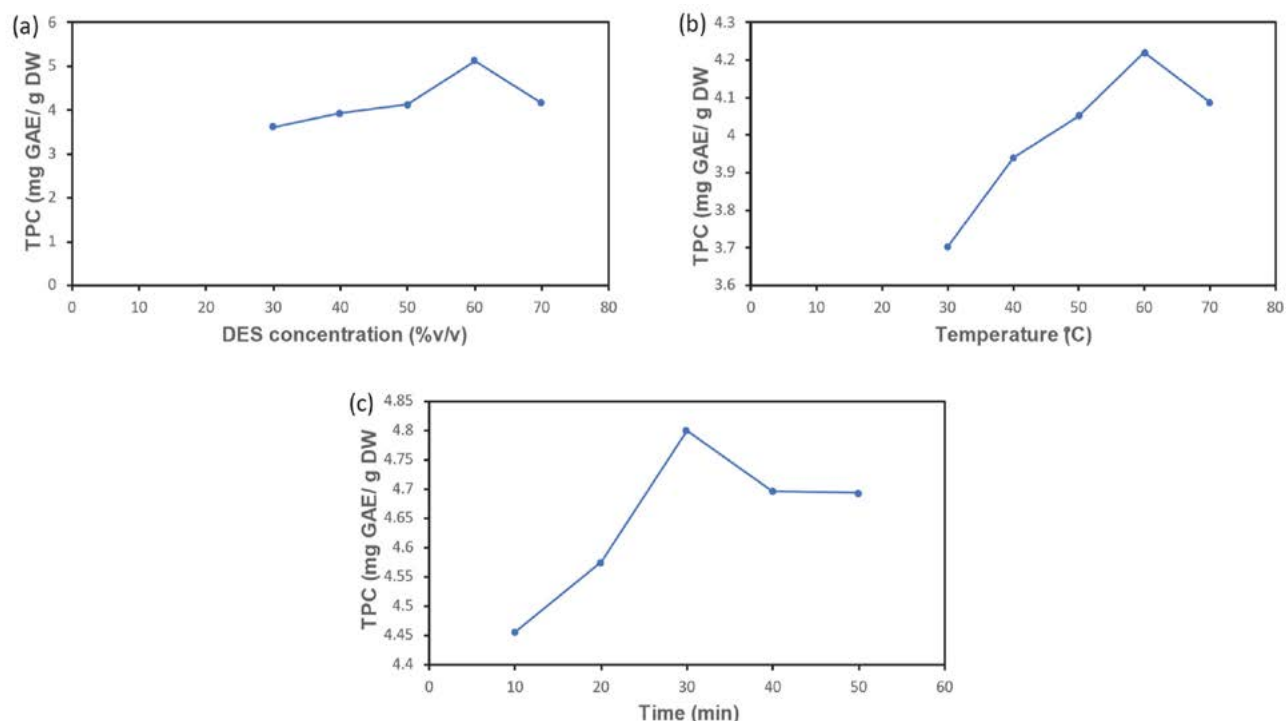 (a)
TPC (mg GAE/ g DW
6
5
4
3
2
1
0
0 10 20 30 40 50 60 70 80
DES concentration (%v/v)
(b)
TPC (mg GAE/ g DW
4.3
4.2
4.1
4
3.9
3.8
3.7
3.6
0 10 20 30 40 50 60 70 80
Temperature °C)
(c)
TPC (mg GAE/ g DW
4.85
4.8
4.75
4.7
4.65
4.6
4.55
4.5
4.45
4.4
0 10 20 30 40 50 60
Time (min)